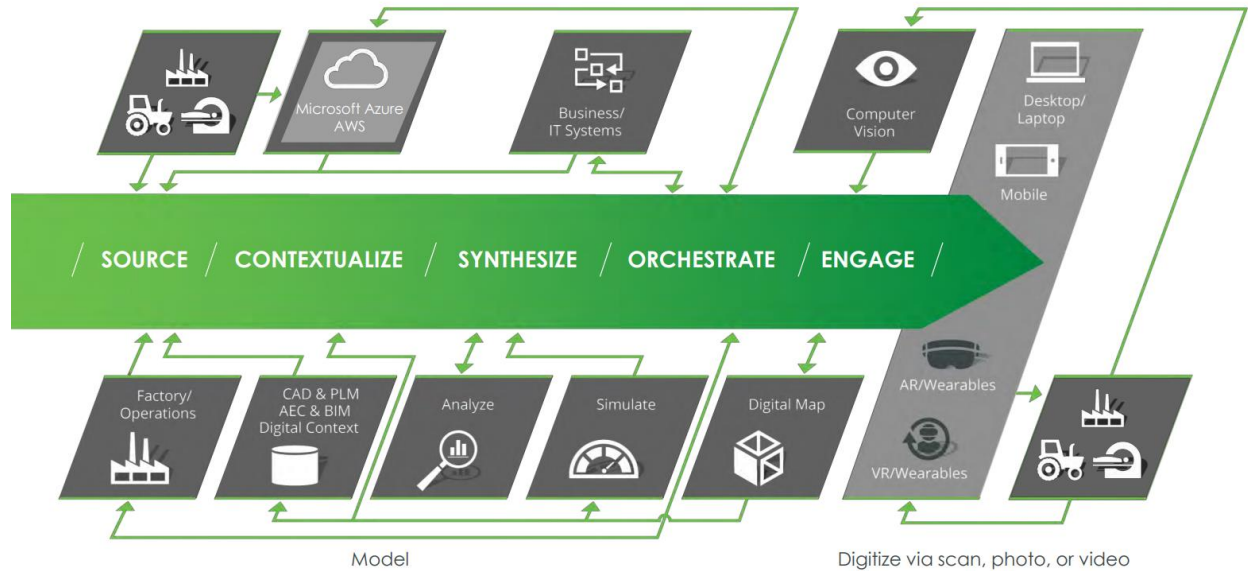 Microsoft Azure
AWS
Business/
IT Systems
Computer
Vision
Desktop/
Laptop
Mobile
/ SOURCE / CONTEXTUALIZE / SYNTHESIZE / ORCHESTRATE / ENGAGE /
Factory/
Operations
CAD & PLM
AEC & BIM
Digital Context
Analyze
Simulate
Digital Map
AR/Wearables
VR/Wearables
Model
Digitize via scan, photo, or video